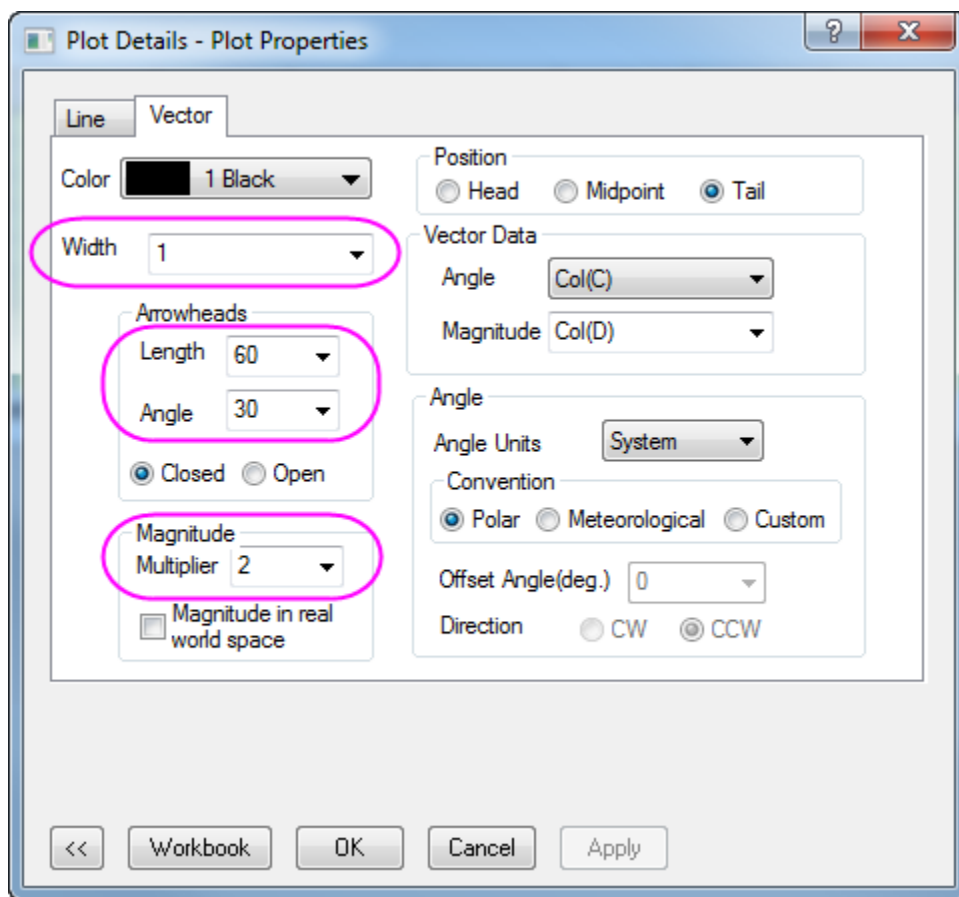 Plot Details - Plot Properties
?
x
Line
Vector
Color
1 Black
Width
1
Arrowheads
Length
60
Angle
30
Closed
Open
Magnitude
Multiplier
2
Magnitude in real
world space
Position
Head
Midpoint
Tail
Vector Data
Angle
Col(C)
Magnitude
Col(D)
Angle
Angle Units
System
Convention
Polar
Meteorological
Custom
Offset Angle(deg.)
0
Direction
CW
CCW
<<
Workbook
OK
Cancel
Apply